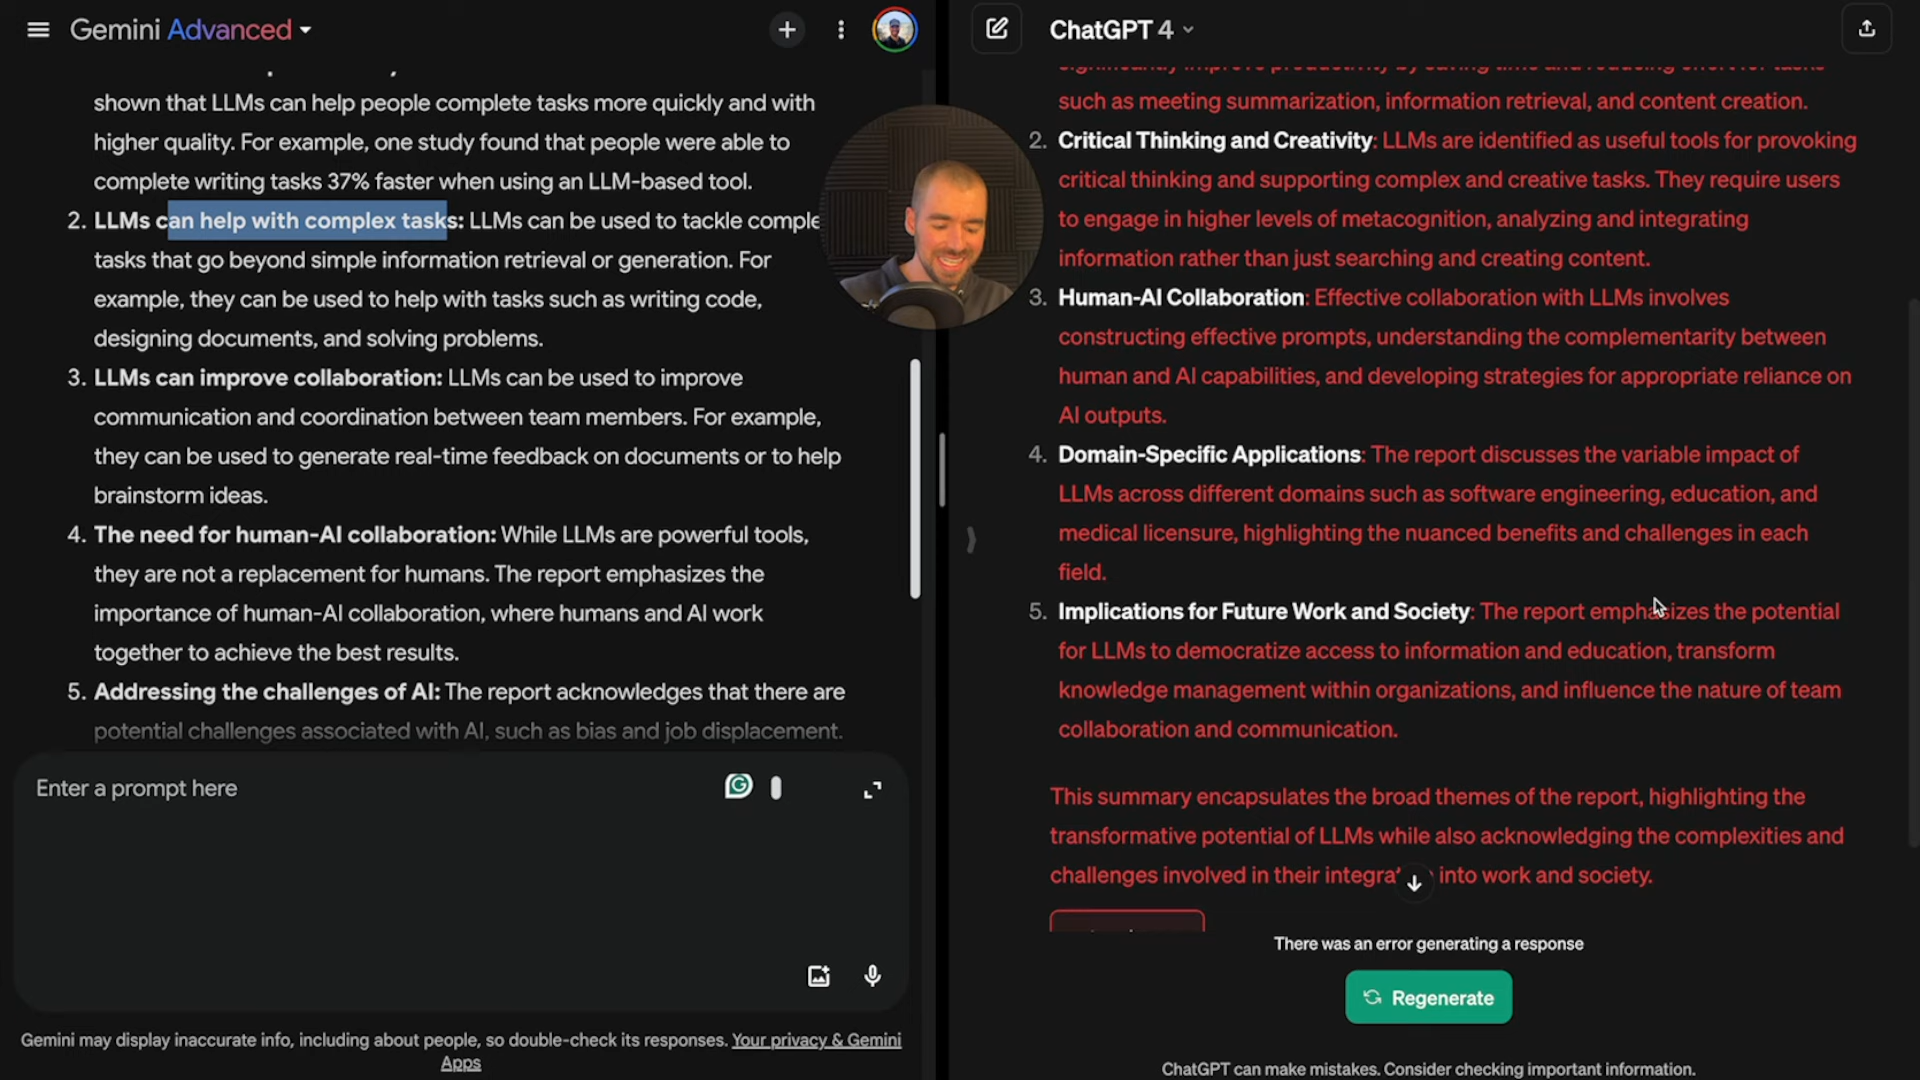 Gemini Advanced
shown that LLMs can help people complete tasks more quickly and with
higher quality. For example, one study found that people were able to
complete writing tasks 37% faster when using an LLM-based tool.
2. LLMs can help with complex tasks: LLMs can be used to tackle
tasks that go beyond simple information retrieval or generation. For
example, they can be used to help with tasks such as writing code,
designing documents, and solving problems.
3. LLMs can improve collaboration: LLMs can be used to improve
communication and coordination between team members. For example,
they can be used to generate real-time feedback on documents or to help
brainstorm ideas.
4. The need for human-AI collaboration: While LLMs are powerful tools,
they are not a replacement for humans. The report emphasizes the
importance of human-AI collaboration, where humans and AI work
together to achieve the best results.
5. Addressing the challenges of AI: The report acknowledges that there are
potential challenges associated with AI, such as bias and job displacement.
Enter a prompt here
Gemini may display inaccurate info, including about people, so double-check its responses. Your privacy & Gemini
Apps
ChatGPT 4
significantly improve productivity by saving time and reducing effort for tasks
such as meeting summarization, information retrieval, and content creation.
2. Critical Thinking and Creativity: LLMs are identified as useful tools for provoking
critical thinking and supporting complex and creative tasks. They require users
to engage in higher levels of metacognition, analyzing and integrating
information rather than just searching and creating content.
3. Human-AI Collaboration: Effective collaboration with LLMs involves
constructing effective prompts, understanding the complementarity between
human and AI capabilities, and developing strategies for appropriate reliance on
AI outputs.
4. Domain-Specific Applications: The report discusses the variable impact of
LLMs across different domains such as software engineering, education, and
medical licensure, highlighting the nuanced benefits and challenges in each
field.
5. Implications for Future Work and Society: The report emphasizes the potential
for LLMs to democratize access to information and education, transform
knowledge management within organizations, and influence the nature of team
collaboration and communication.
This summary encapsulates the broad themes of the report, highlighting the
transformative potential of LLMs while also acknowledging the complexities and
challenges involved in their into work and society.
There was an error generating a response
Regenerate
ChatGPT can make mistakes. Consider checking important information.